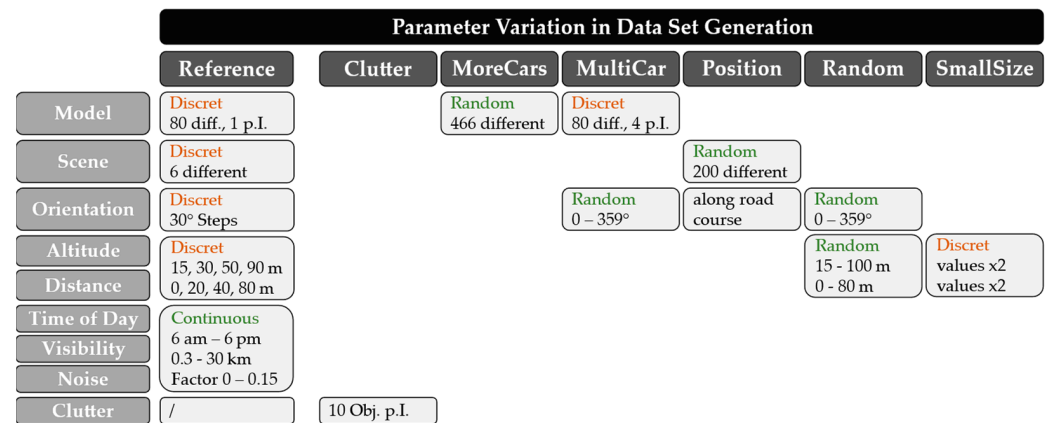 Parameter Variation in Data Set Generation
Reference Clutter MoreCars MultiCar Position Random SmallSize
Model
Discret
80 diff., 1 p.I.
Random
466 different
Discret
80 diff., 4 p.I.
Scene
Discret
6 different
Random
200 different
Orientation
Discret
30° Steps
Random
0 – 359°
along road
course
Random
0 – 359°
Altitude
Distance
Discret
15, 30, 50, 90 m
0, 20, 40, 80 m
Random
15 - 100 m
0 - 80 m
Discret
values x2
values x2
Time of Day
Visibility
Noise
Continuous
6 am – 6 pm
0.3 - 30 km
Factor 0 – 0.15
Clutter
/
10 Obj. p.I.